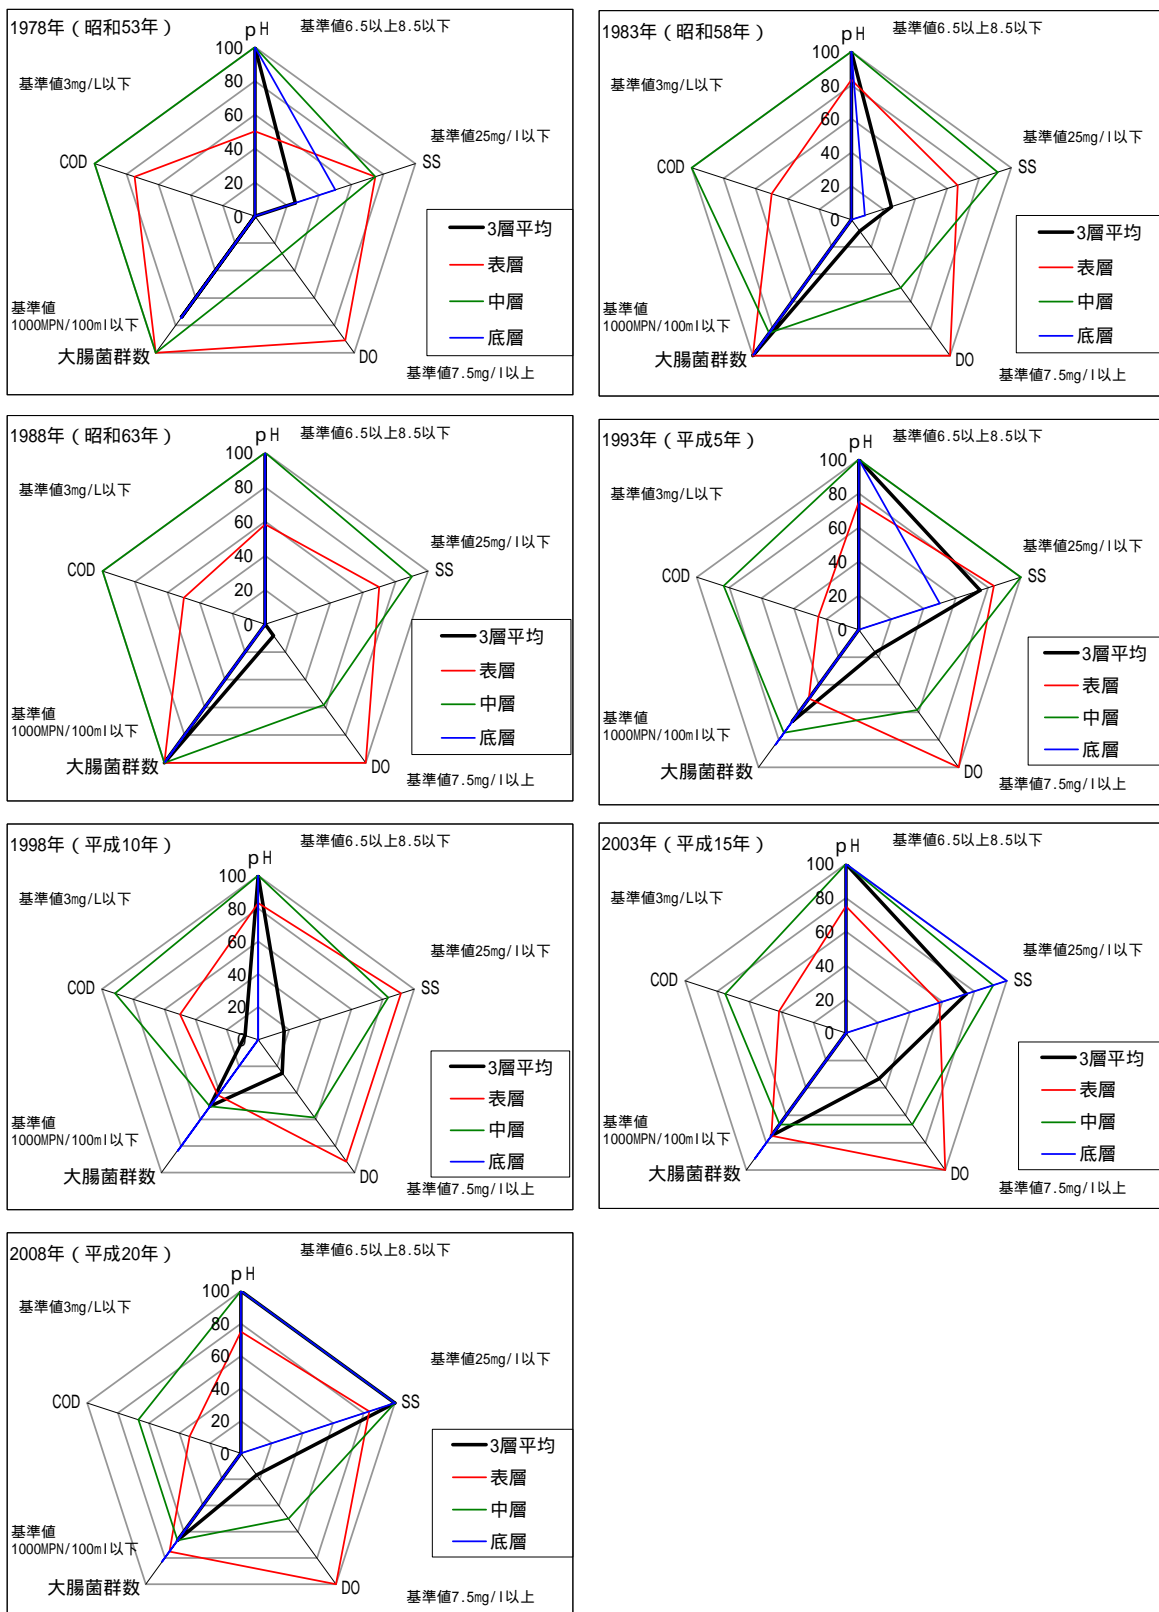 1978年（昭和53年）
pH
基準値6.5以上8.5以下
100
80
60
40
20
0
基準値3mg/L以下
基準値25mg/l以下
COD
SS
3層平均
表層
中層
底層
基準値
1000MPN/100ml以下
大腸菌群数
DO
基準値7.5mg/l以上
1983年（昭和58年）
pH
基準値6.5以上8.5以下
100
80
60
40
20
0
基準値3mg/L以下
基準値25mg/l以下
COD
SS
3層平均
表層
中層
底層
基準値
1000MPN/100ml以下
大腸菌群数
DO
基準値7.5mg/l以上
1988年（昭和63年）
pH
基準値6.5以上8.5以下
100
80
60
40
20
0
基準値3mg/L以下
基準値25mg/l以下
COD
SS
3層平均
表層
中層
底層
基準値
1000MPN/100ml以下
大腸菌群数
DO
基準値7.5mg/l以上
1993年（平成5年）
pH
基準値6.5以上8.5以下
100
80
60
40
20
0
基準値3mg/L以下
基準値25mg/l以下
COD
SS
3層平均
表層
中層
底層
基準値
1000MPN/100ml以下
大腸菌群数
DO
基準値7.5mg/l以上
1998年（平成10年）
pH
基準値6.5以上8.5以下
100
80
60
40
20
0
基準値3mg/L以下
基準値25mg/l以下
COD
SS
3層平均
表層
中層
底層
基準値
1000MPN/100ml以下
大腸菌群数
DO
基準値7.5mg/l以上
2003年（平成15年）
pH
基準値6.5以上8.5以下
100
80
60
40
20
0
基準値3mg/L以下
基準値25mg/l以下
COD
SS
3層平均
表層
中層
底層
基準値
1000MPN/100ml以下
大腸菌群数
DO
基準値7.5mg/l以上
2008年（平成20年）
pH
基準値6.5以上8.5以下
100
80
60
40
20
0
基準値3mg/L以下
基準値25mg/l以下
COD
SS
3層平均
表層
中層
底層
基準値
1000MPN/100ml以下
大腸菌群数
DO
基準値7.5mg/l以上